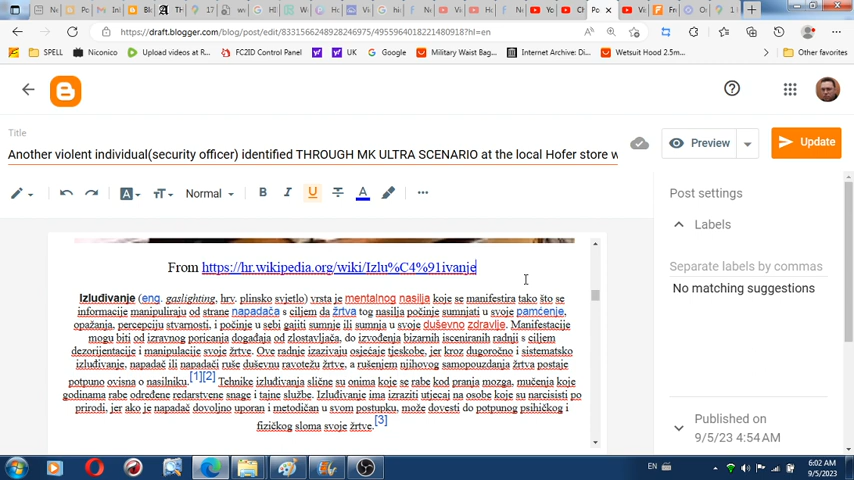 https://draft.blogger.com/blog/post/edit/8331566248928246975/4955964018221480918?hl=en
SPELL
Niconico
Upload videos at R...
FC2ID Control Panel
UK
Google
Military Waist Bag...
Internet Archive: Di...
Wetsuit Hood 2.5m...
Other favorites
Title
Another violent individual(security officer) identified THROUGH MK ULTRA SCENARIO at the local Hofer store w
Preview
Update
Normal
B I U
Post settings
Labels
Separate labels by commas
No matching suggestions
Published on
9/5/23 4:54 AM
From https://hr.wikipedia.org/wiki/Izlu%C4%91ivanje
Izluđivanje (eng. gaslighting, hrv. plinsko svjetlo) vrsta je mentalnog nasilja koje se manifestira tako što se
informacije manipuliraju od strane napadača s ciljem da žrtva tog nasilja počinje sumnjati u svoje pamćenje,
opažanja, percepciju stvarnosti, i počinje u sebi gajiti sumnje ili sumnja u svoje duševno zdravlje. Manifestacije
mogu biti od izravnog poricanja događaja od zlostavljača, do izvođenja bizarnih isceniranih radnji s ciljem
dezorijentacije i manipulacije svoje žrtve. Ove radnje izazivaju osjećaje tjeskobe, jer kroz dugoročno i sistematsko
izluđivanje, napadač ili napadači ruše duševnu ravotežu žrtve, a rušenjem njihovog samopouzdanja žrtva postaje
potpuno ovisna o nasilniku.[1][2] Tehnike izluđivanja slične su onima koje se rabe kod pranja mozga, mučenja koje
godinama rabe određene redarstvene snage i tajne službe. Izluđivanje ima izraziti utjecaj na osobe koje su narcisisti po
prirodi, jer ako je napadač dovoljno uporan i metodičan u svom postupku, može dovesti do potpunog psihičkog i
fizičkog sloma svoje žrtve.[3]
EN
6:02 AM
9/5/2023